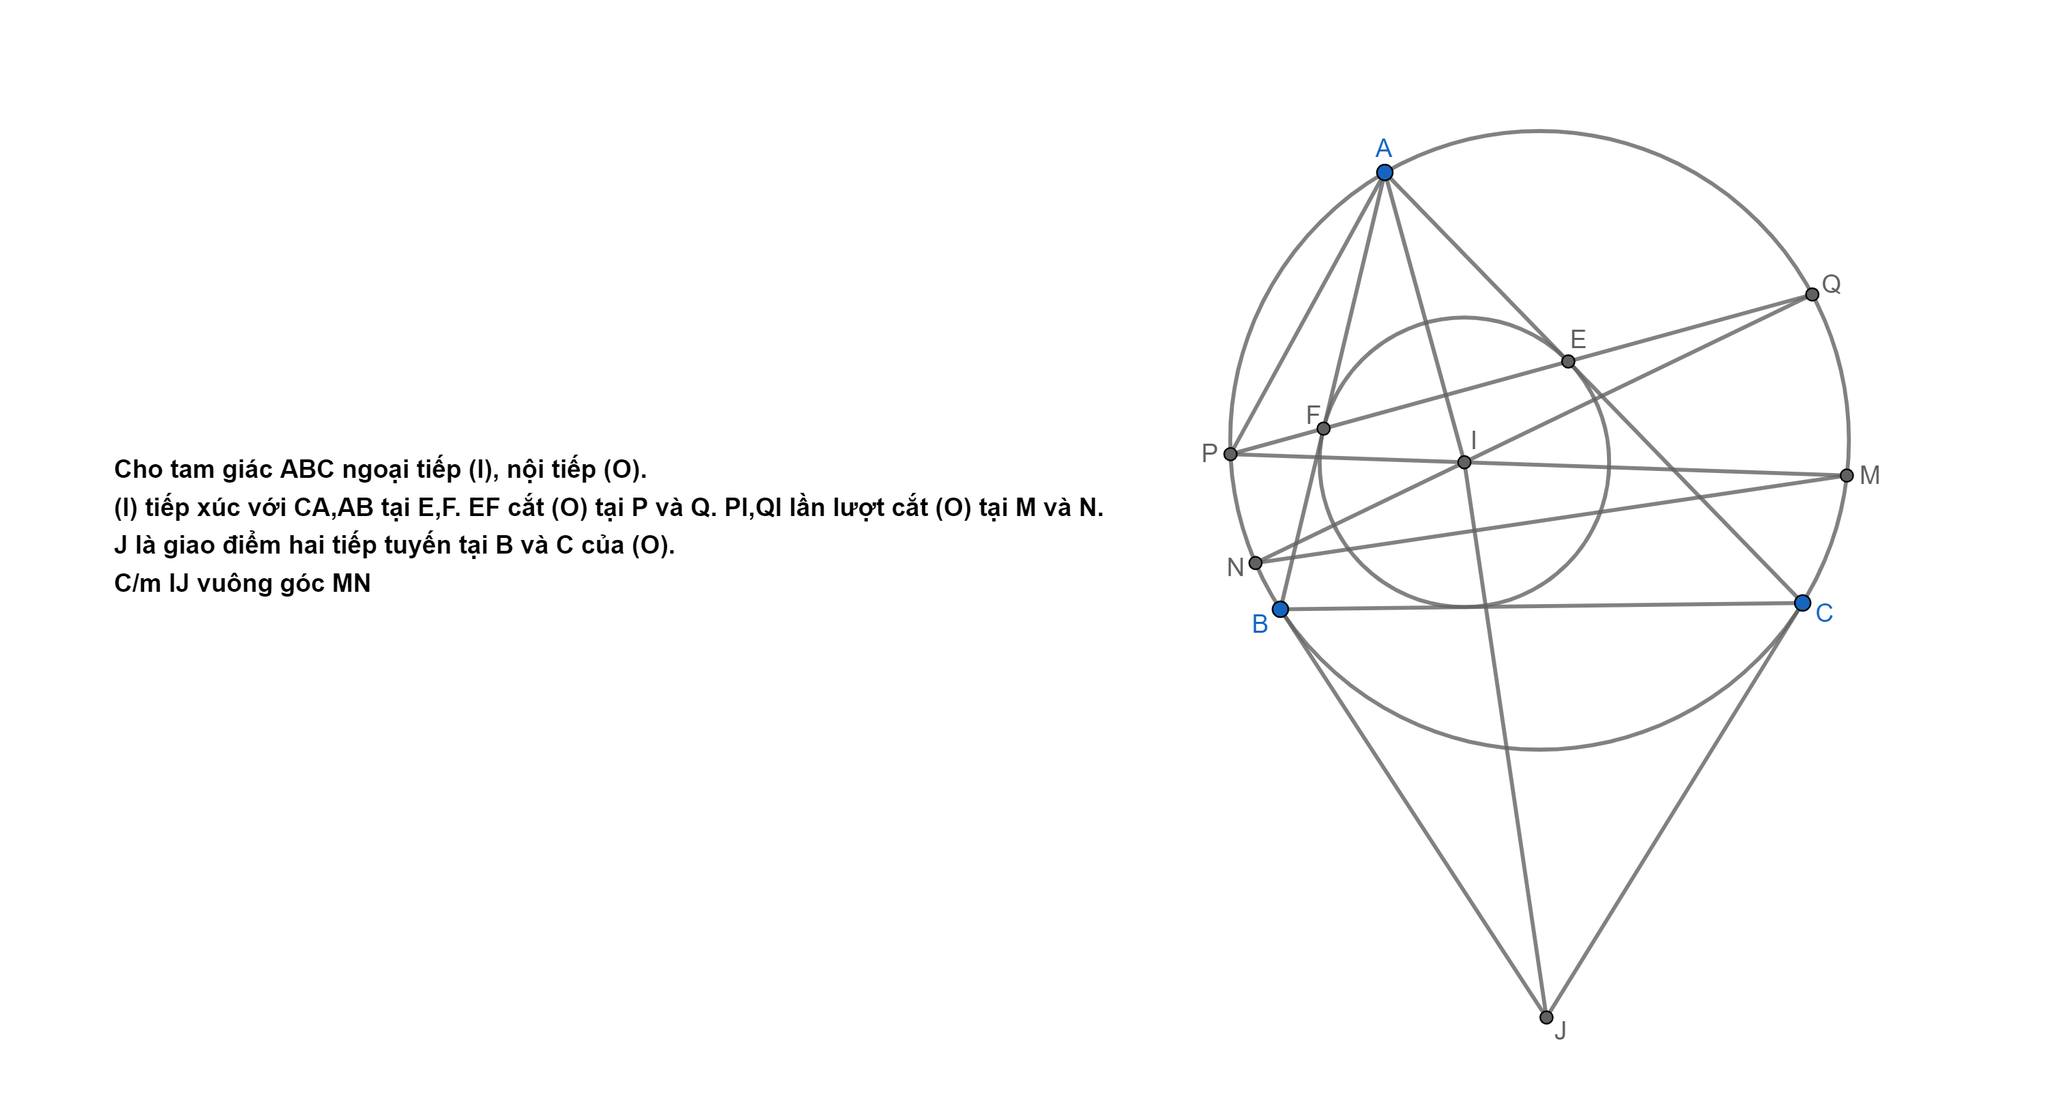 Cho tam giác ABC ngoại tiếp (I), nội tiếp (O).
(I) tiếp xúc với CA,AB tại E,F. EF cắt (O) tại P và Q. PI,QI lần lượt cắt (O) tại M và N.
J là giao điểm hai tiếp tuyến tại B và C của (O).
C/m IJ vuông góc MN
A
Q
E
F
I
P
M
N
B
C
J